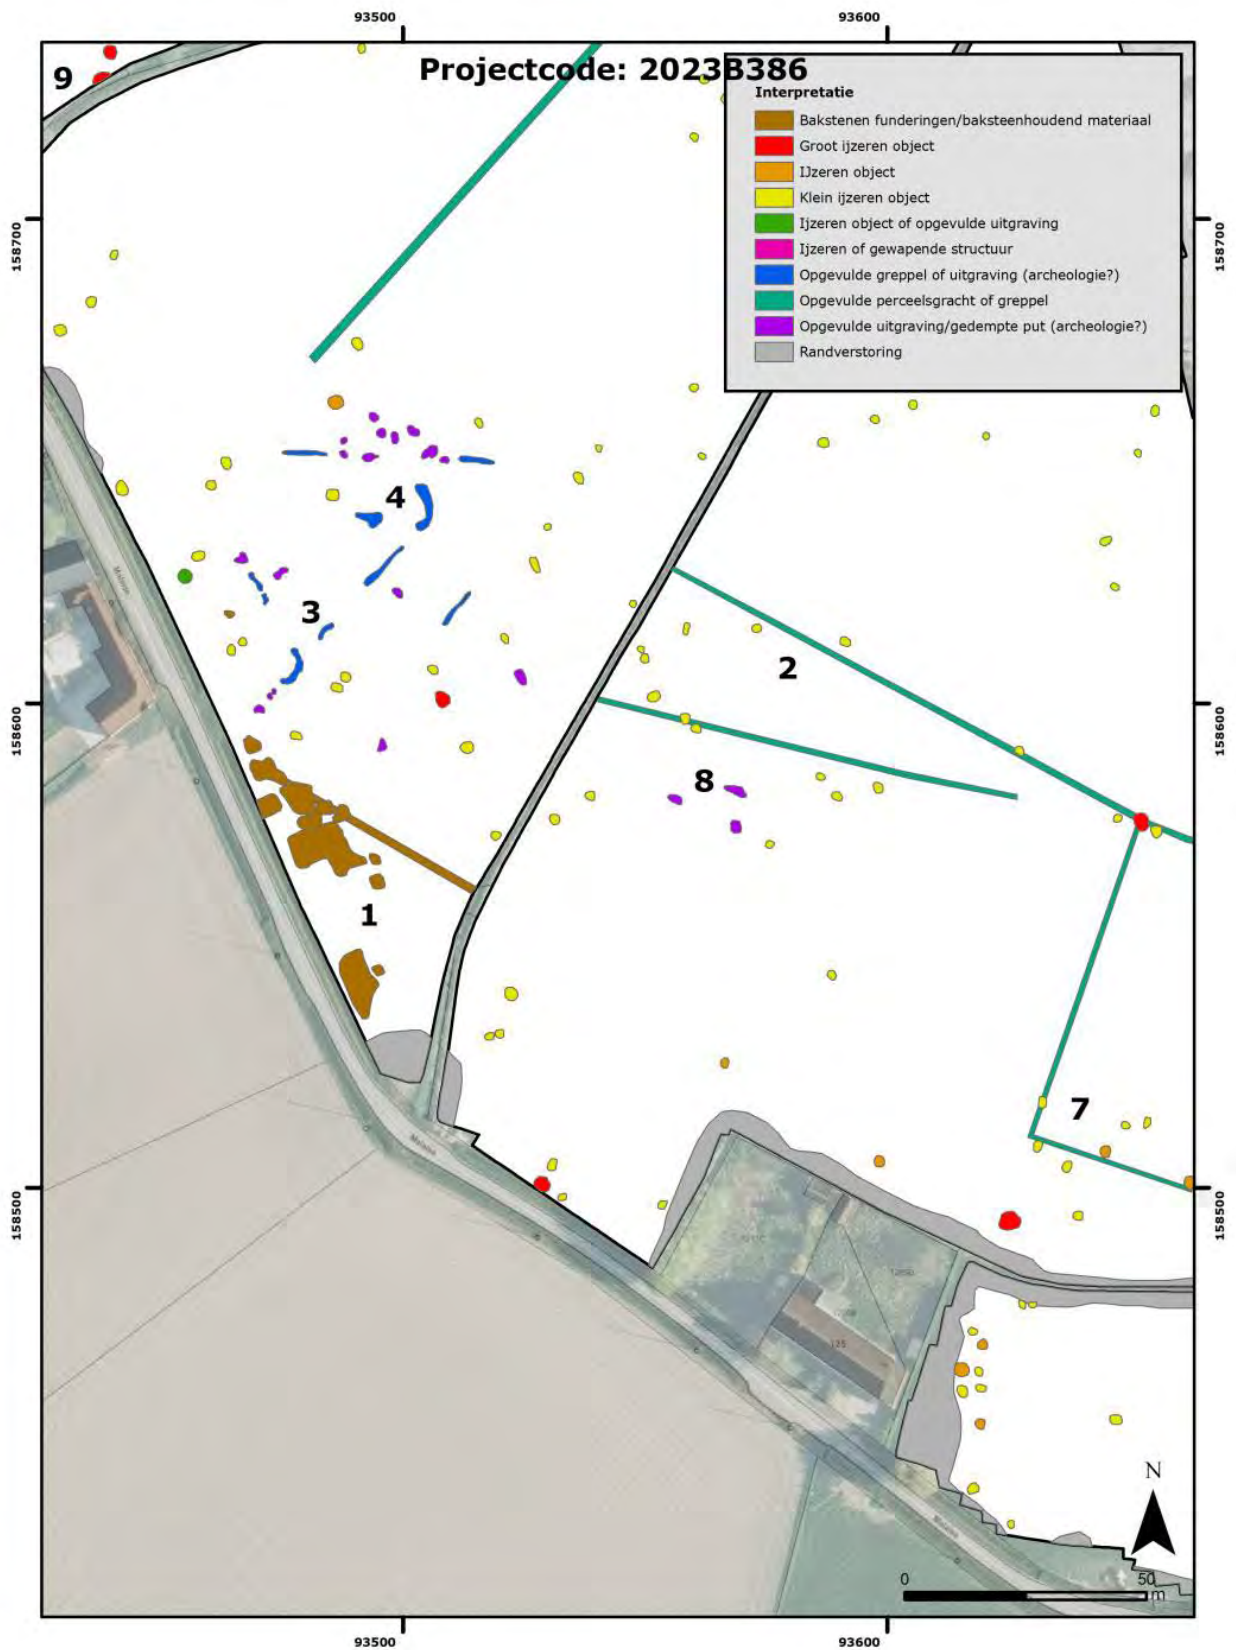 93500
93600
9
Projectcode: 2023B386
Interpretatie
Bakstenen funderingen/baksteenhoudend materiaal
Groot ijzeren object
IJzeren object
Klein ijzeren object
Ijzeren object of opgevulde uitgraving
Ijzeren of gewapende structuur
Opgevulde greppel of uitgraving (archeologie?)
Opgevulde perceelsgracht of greppel
Opgevulde uitgraving/gedempte put (archeologie?)
Randverstoring
158700
158700
4
3
2
158600
158600
8
1
7
158500
158500
125
N
0
50
m
93500
93600